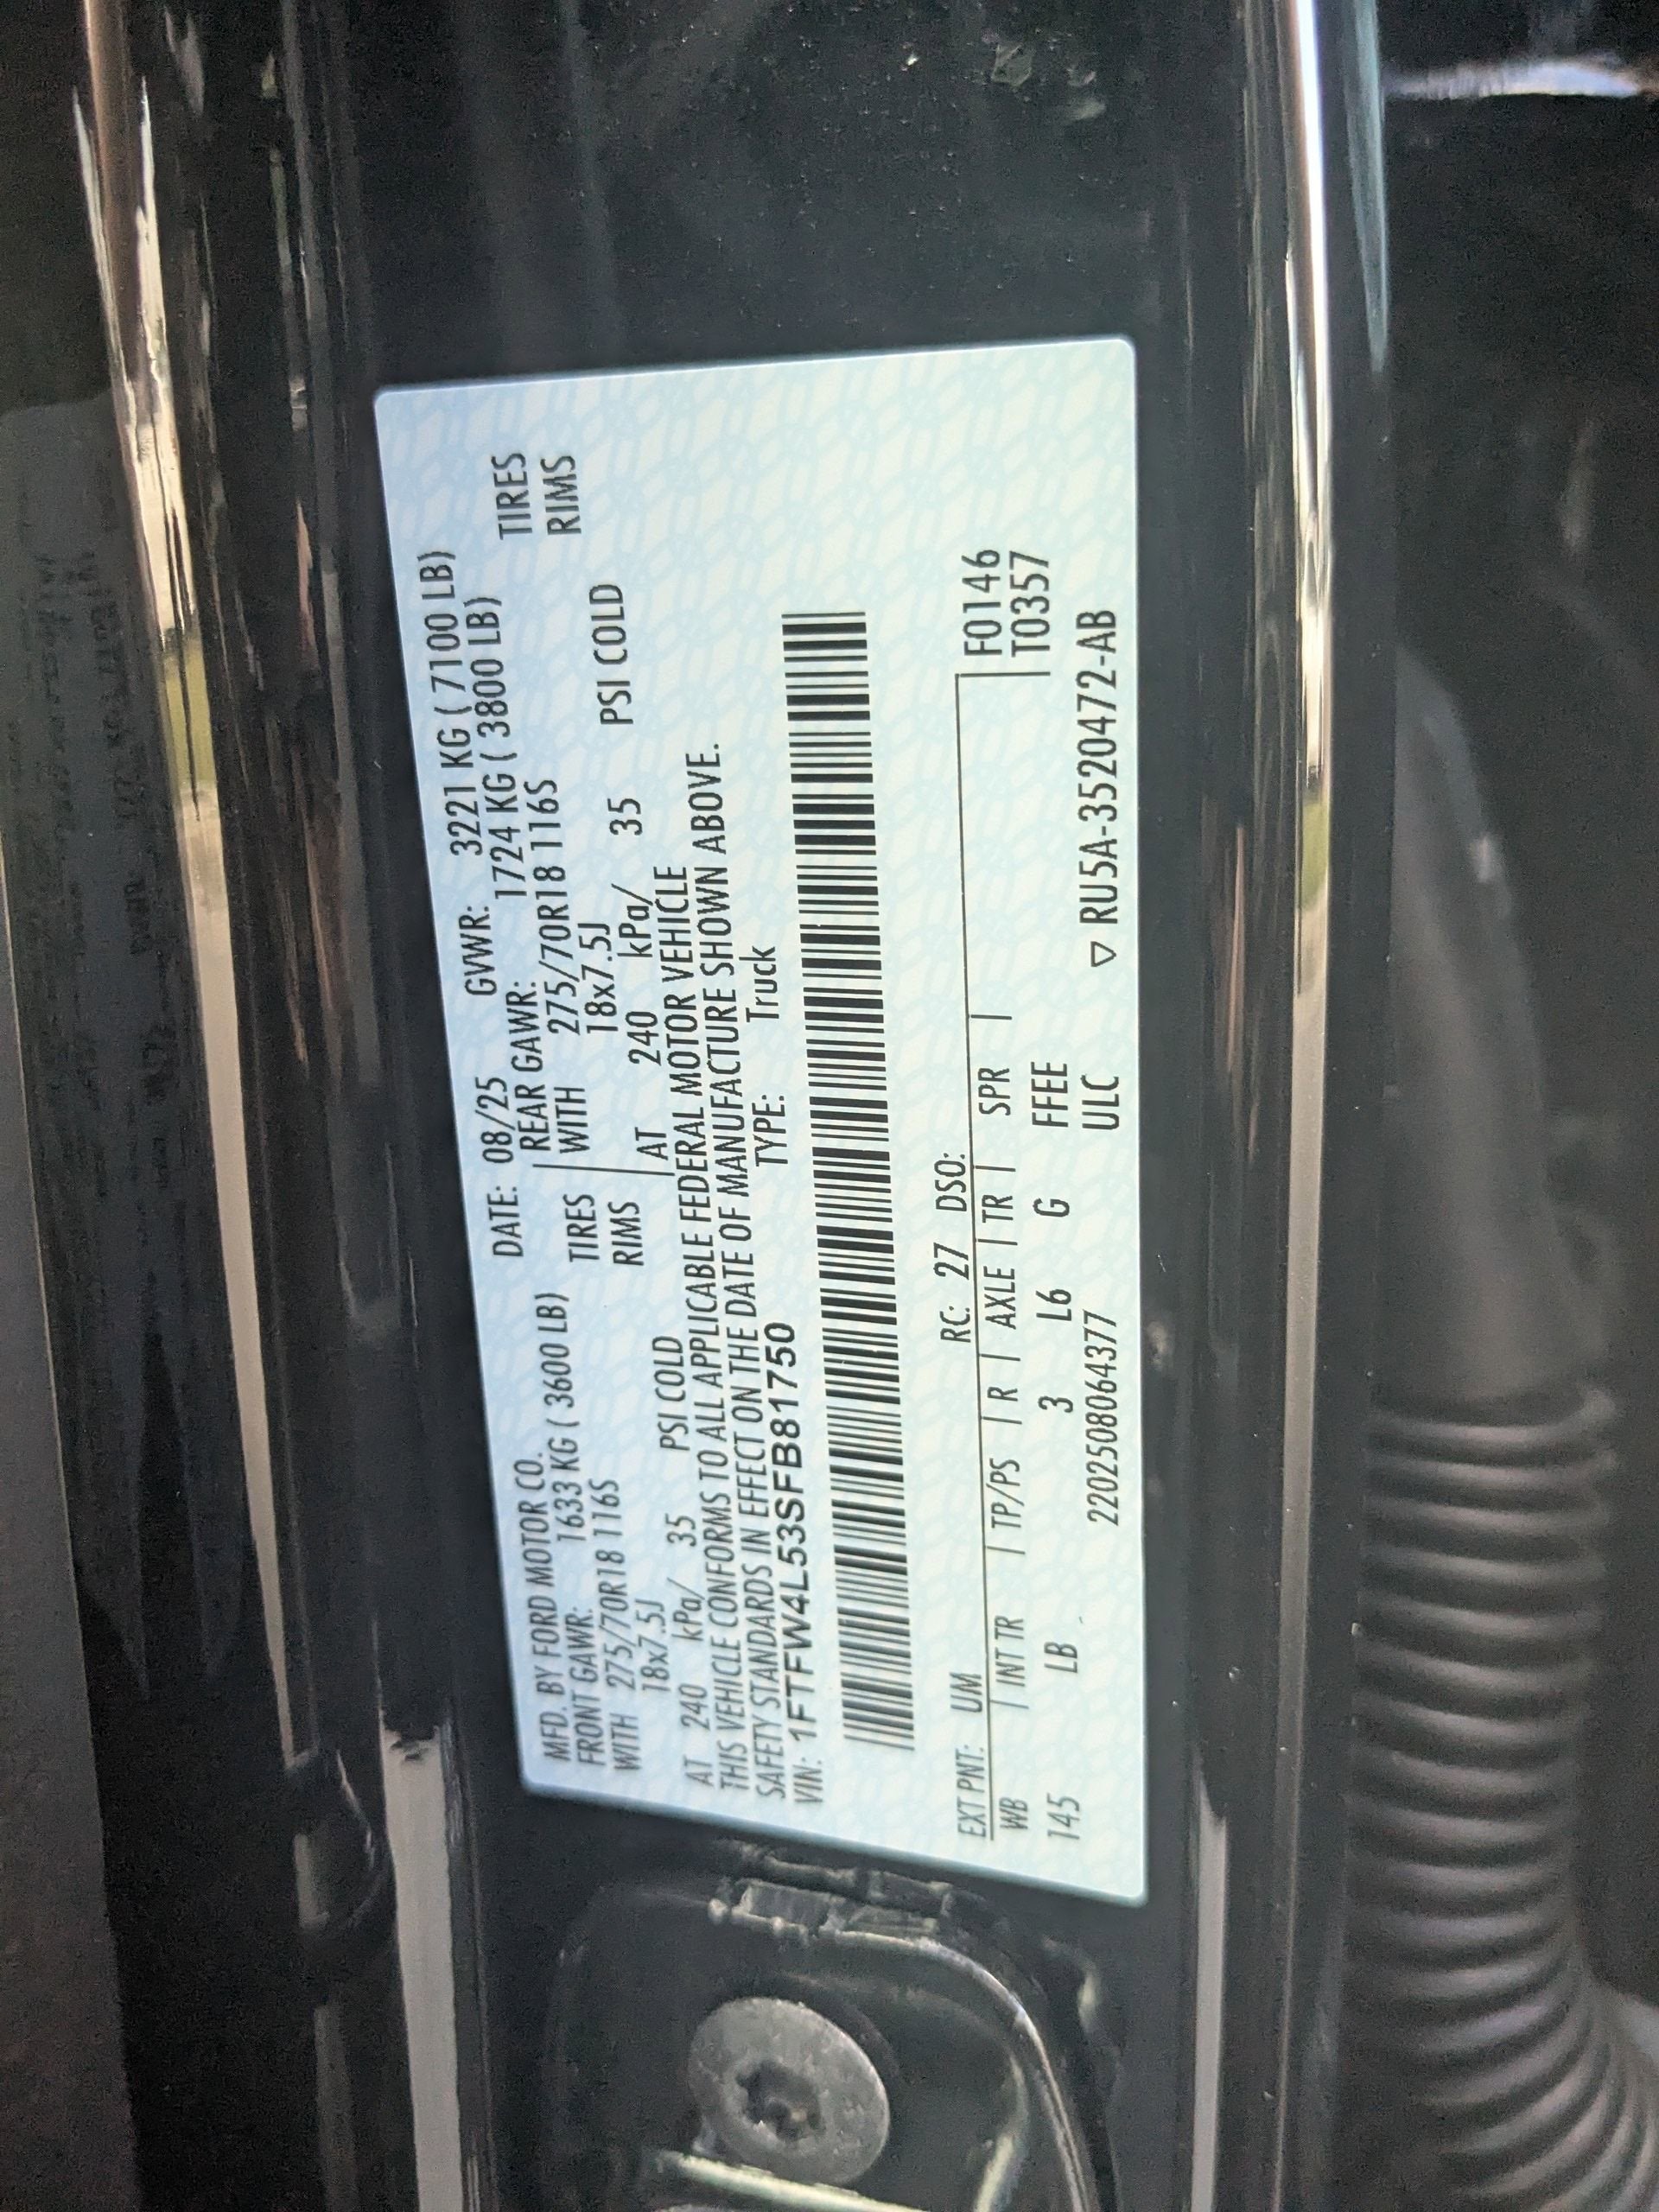 MFD. BY FORD MOTOR CO. DATE: 08/25 GVWR: 3221 KG ( 7100 LB)
FRONT GAWR: 1633 KG ( 3600 LB) REAR GAWR: 1724 KG ( 3800 LB)
WITH 275/70R18 116S TIRES WITH 275/70R18 116S TIRES
18x7.5J RIMS 18x7.5J RIMS
AT 240 kPa/ 35 PSI COLD AT 240 kPa/ 35 PSI COLD
THIS VEHICLE CONFORMS TO ALL APPLICABLE FEDERAL MOTOR VEHICLE
SAFETY STANDARDS IN EFFECT ON THE DATE OF MANUFACTURE SHOWN ABOVE.
VIN: 1FTFW4L53SFB81750 TYPE: Truck
EXT PNT: UM RC: 27 DSO:
WB | INT TR | TP/PS | R | AXLE | TR | SPR | F0146
145 LB 3 L6 G FFEE T0357
2202508064377 ULC ▽ RU5A-3520472-AB